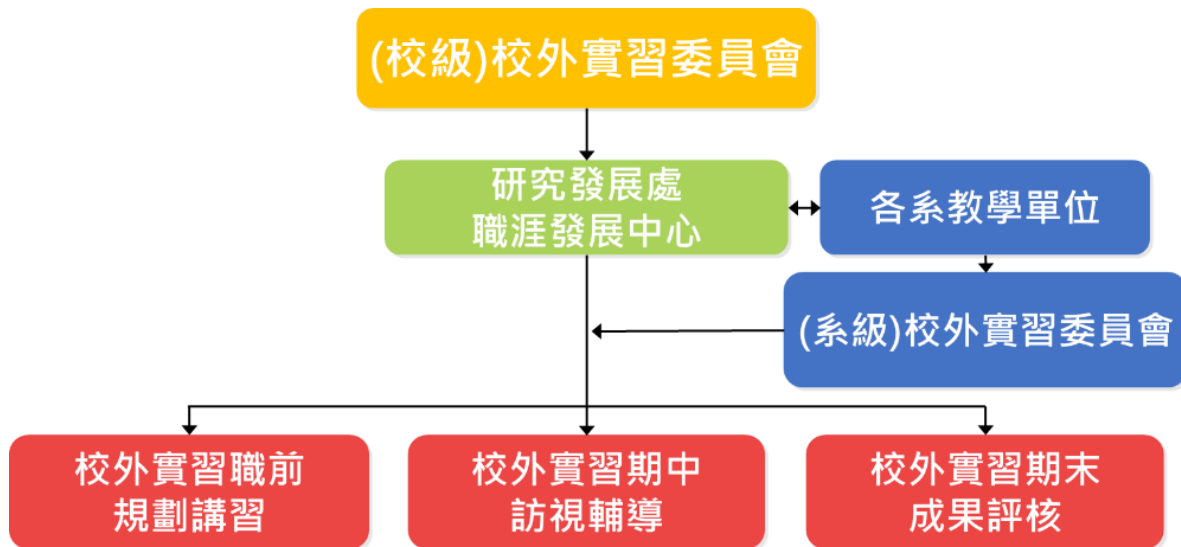 (校級)校外實習委員會
研究發展處
職涯發展中心
各系教學單位
(系級)校外實習委員會
校外實習職前
規劃講習
校外實習期中
訪視輔導
校外實習期末
成果評核